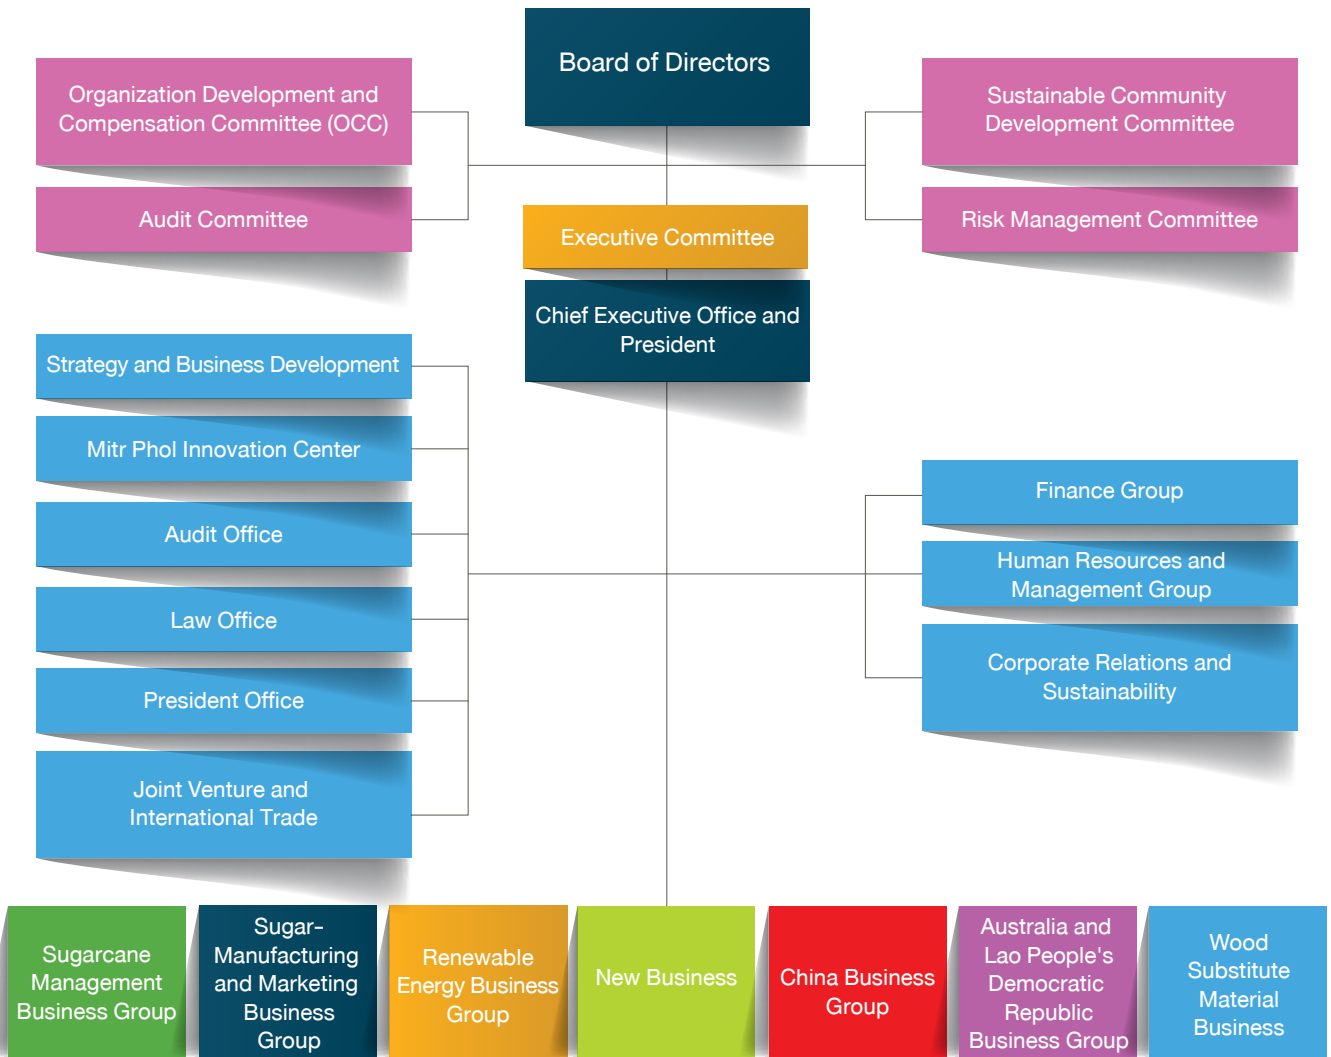 Board of Directors
Organization Development and
Compensation Committee (OCC)
Sustainable Community
Development Committee
Audit Committee
Risk Management Committee
Executive Committee
Chief Executive Office and
President
Strategy and Business Development
Mitr Phol Innovation Center
Audit Office
Law Office
President Office
Joint Venture and
International Trade
Finance Group
Human Resources and
Management Group
Corporate Relations and
Sustainability
Sugarcane
Management
Business Group
Sugar-
Manufacturing
and Marketing
Business
Group
Renewable
Energy Business
Group
New Business
China Business
Group
Australia and
Lao People's
Democratic
Republic
Business Group
Wood
Substitute
Material
Business